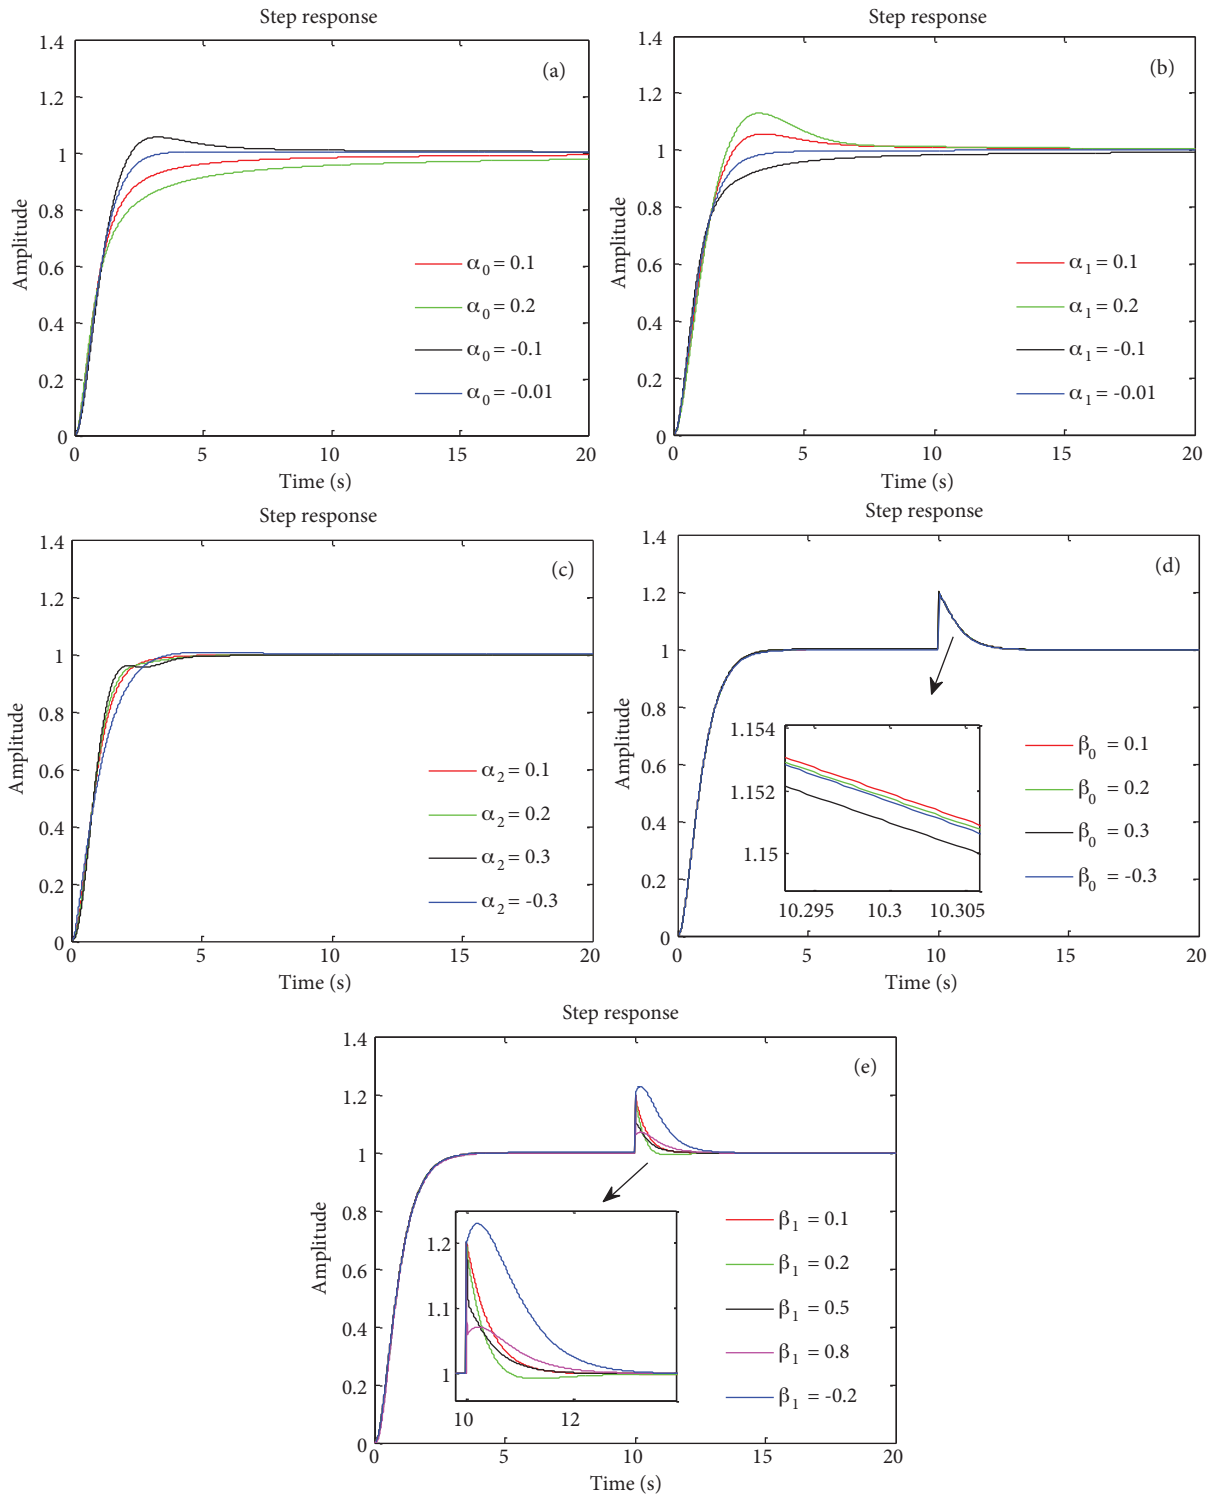 Step response
(a)
1.4
1.2
1
0.8
0.6
0.4
0.2
0
Amplitude
α0 = 0.1
α0 = 0.2
α0 = -0.1
α0 = -0.01
0 5 10 15 20
Time (s)
Step response
(b)
1.4
1.2
1
0.8
0.6
0.4
0.2
0
Amplitude
α1 = 0.1
α1 = 0.2
α1 = -0.1
α1 = -0.01
0 5 10 15 20
Time (s)
Step response
(c)
1.4
1.2
1
0.8
0.6
0.4
0.2
0
Amplitude
α2 = 0.1
α2 = 0.2
α2 = 0.3
α2 = -0.3
0 5 10 15 20
Time (s)
Step response
(d)
1.4
1.2
1
0.8
0.6
0.4
0.2
0
Amplitude
1.154
1.152
1.15
10.295 10.3 10.305
β0 = 0.1
β0 = 0.2
β0 = 0.3
β0 = -0.3
0 5 10 15 20
Time (s)
Step response
(e)
1.4
1.2
1
0.8
0.6
0.4
0.2
0
Amplitude
1.2
1.1
1
10 12
β1 = 0.1
β1 = 0.2
β1 = 0.5
β1 = 0.8
β1 = -0.2
0 5 10 15 20
Time (s)